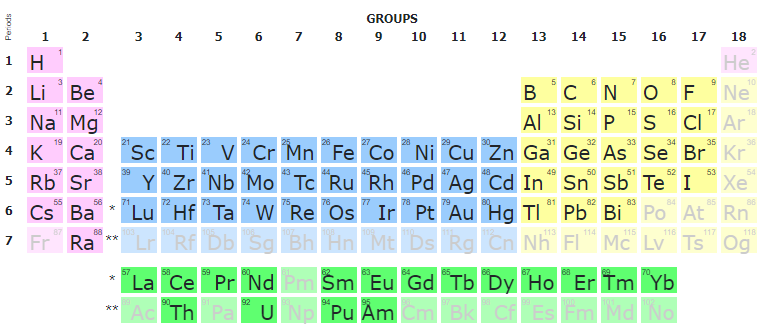 GROUPS
Periods
1 2 3 4 5 6 7 8 9 10 11 12 13 14 15 16 17 18
1 H 1 He 2
2 Li 3 Be 4 B 5 C 6 N 7 O 8 F 9 Ne 10
3 Na 11 Mg 12 Al 13 Si 14 P 15 S 16 Cl 17 Ar 18
4 K 19 Ca 20 21 Sc 22 Ti 23 V 24 Cr 25 Mn 26 Fe 27 Co 28 Ni 29 Cu 30 Zn Ga 31 Ge 32 As 33 Se 34 Br 35 Kr 36
5 Rb 37 Sr 38 39 Y 40 Zr 41 Nb 42 Mo 43 Tc 44 Ru 45 Rh 46 Pd 47 Ag 48 Cd In 49 Sn 50 Sb 51 Te 52 I 53 Xe 54
6 Cs 55 Ba 56 * 71 Lu 72 Hf 73 Ta 74 W 75 Re 76 Os 77 Ir 78 Pt 79 Au 80 Hg Tl 81 Pb 82 Bi 83 Po 84 At 85 Rn 86
7 Fr 87 Ra 88 ** 103 Lr 104 Rf 105 Db 106 Sg 107 Bh 108 Hn 109 Mt 110 Ds 111 Rg 112 Cn Nh 113 Fl 114 Mc 115 Lv 116 Ts 117 Og 118
* 57 La 58 Ce 59 Pr 60 Nd 61 Pm 62 Sm 63 Eu 64 Gd 65 Tb 66 Dy 67 Ho 68 Er 69 Tm 70 Yb
** 89 Ac 90 Th 91 Pa 92 U 93 Np 94 Pu 95 Am 96 Cm 97 Bk 98 Cf 99 Es 100 Fm 101 Md 102 No